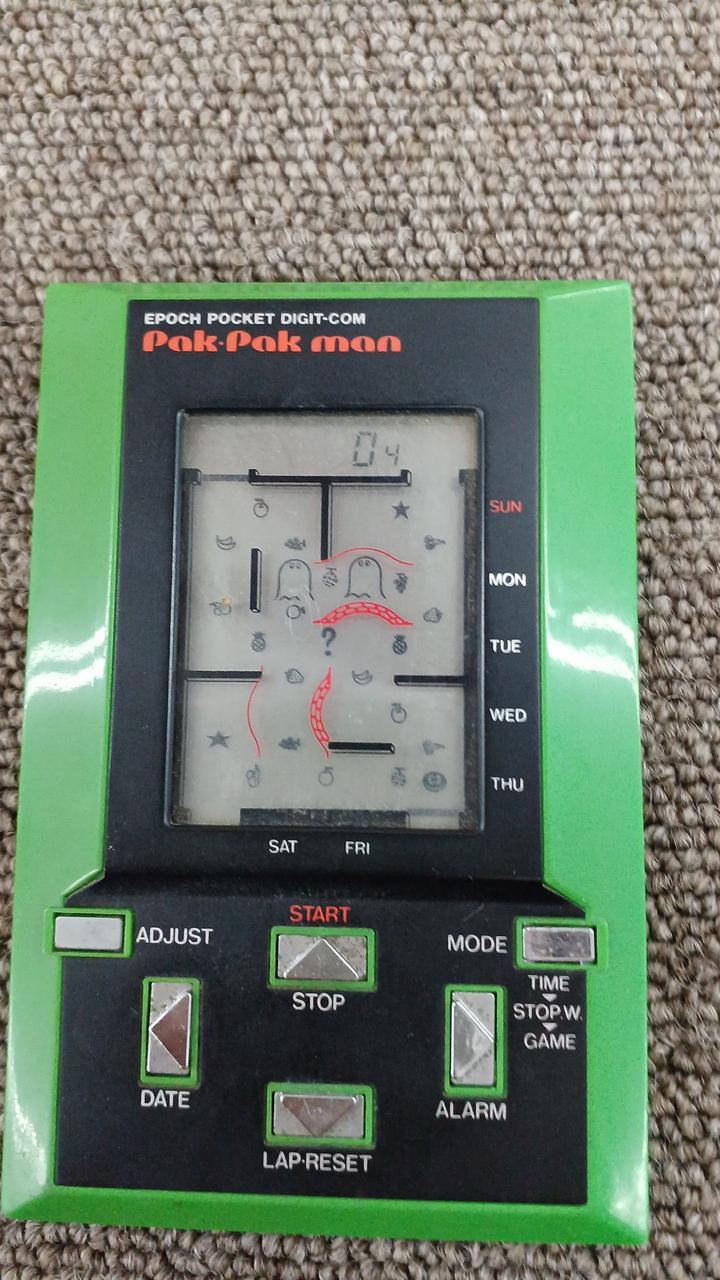 EPOCH POCKET DIGIT-COM
Pak·Pak man
04
SUN
MON
?
TUE
WED
THU
SAT FRI
START
ADJUST
MODE
STOP
TIME
STOP.W.
GAME
DATE
ALARM
LAP·RESET